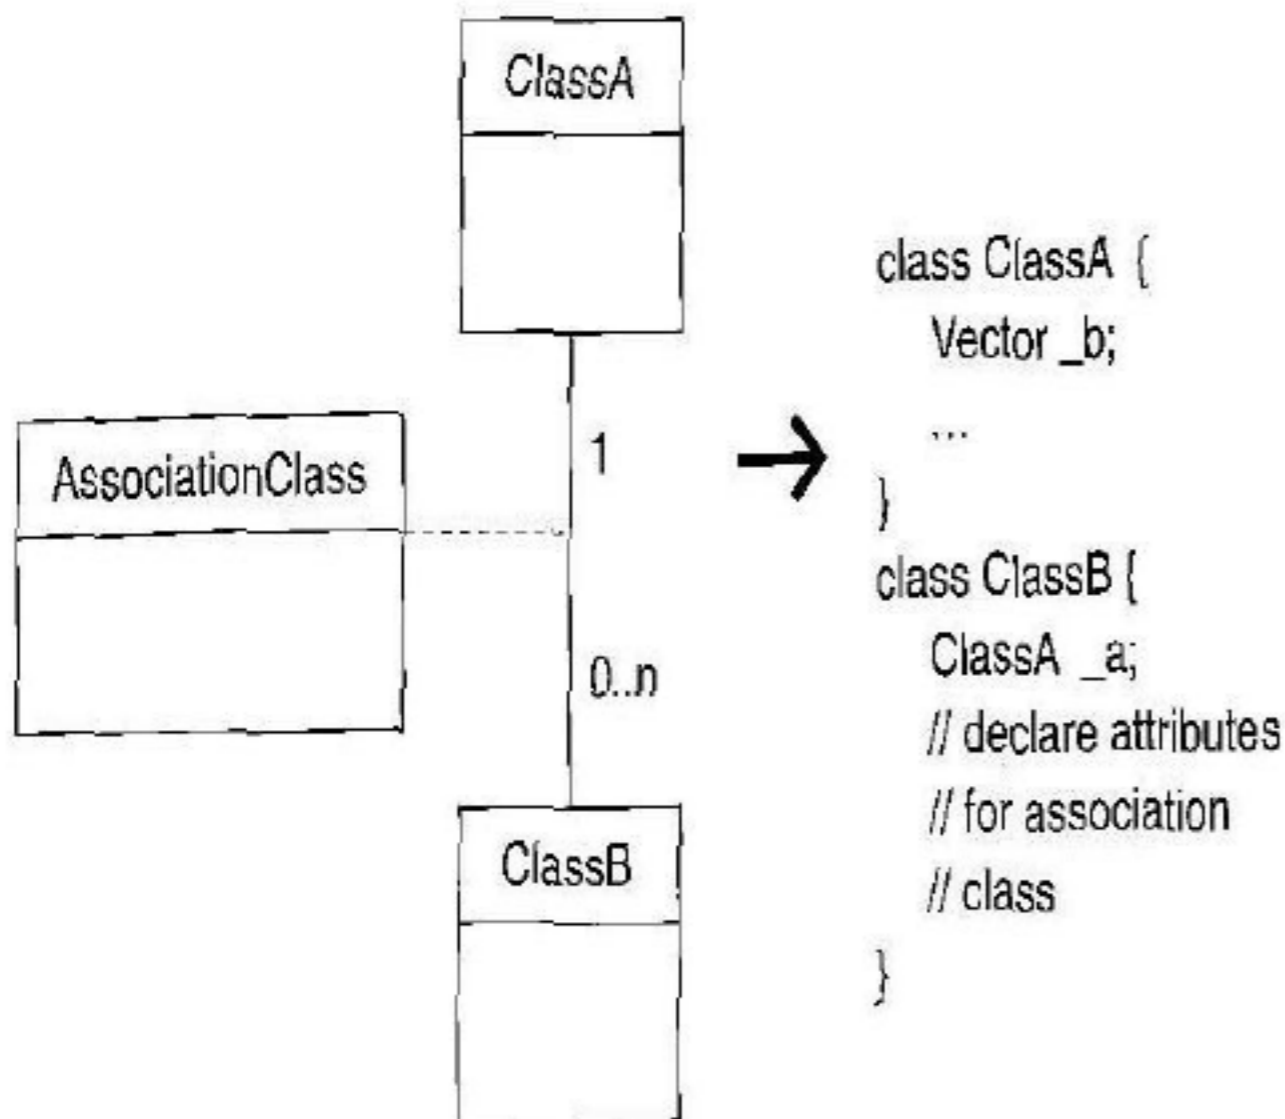 ClassA
AssociationClass
1
0..n
ClassB
class ClassA {
Vector _b;
...
}
class ClassB {
ClassA _a;
// declare attributes
// for association
// class
}